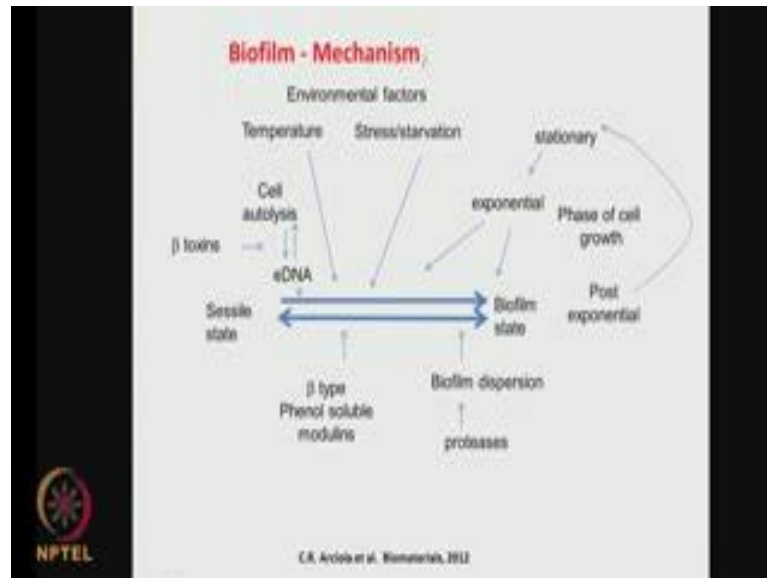 Biofilm - Mechanism
Environmental factors
Temperature
Stress/starvation
stationary
Cell
autolysis
exponential
Phase of cell
growth
β toxins
eDNA
Sessile
state
Biofilm
state
Post
exponential
β type
Phenol soluble
modulins
Biofilm dispersion
proteases
NPTEL
C.R. Arciola et al. Biomaterials, 2012